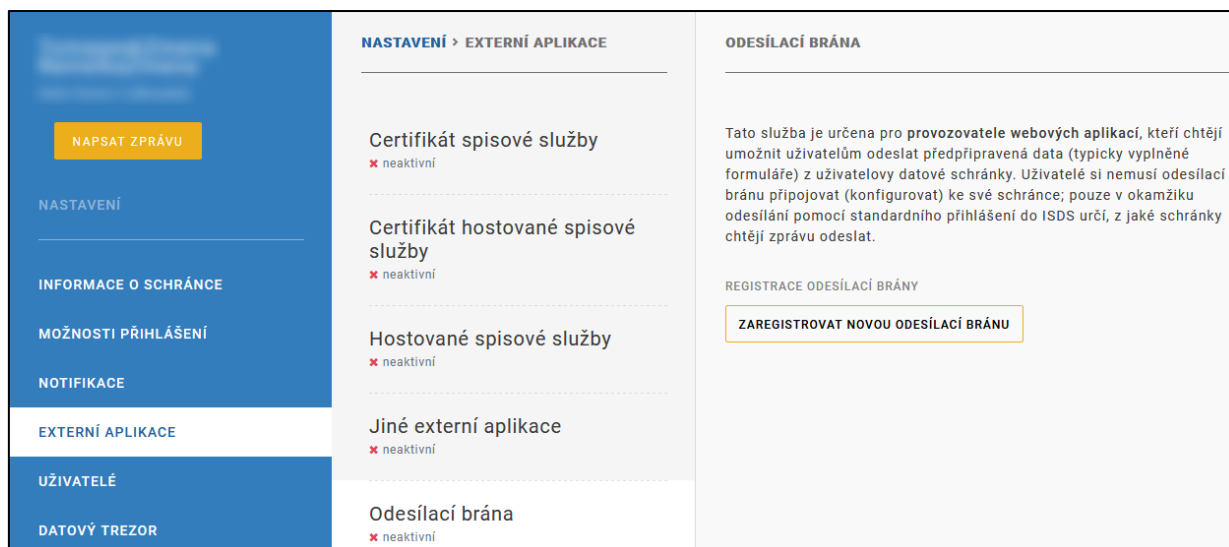 NAPSAT ZPRÁVU
NASTAVENÍ
INFORMACE O SCHRÁNCE
MOŽNOSTI PŘIHLÁŠENÍ
NOTIFIKACE
EXTERNÍ APLIKACE
UŽIVATELÉ
DATOVÝ TREZOR
NASTAVENÍ > EXTERNÍ APLIKACE
Certifikát spisové služby
✖ neaktivní
Certifikát hostované spisové
služby
✖ neaktivní
Hostované spisové služby
✖ neaktivní
Jiné externí aplikace
✖ neaktivní
Odesílací brána
✖ neaktivní
ODESÍLACÍ BRÁNA
Tato služba je určena pro provozovatele webových aplikací, kteří chtějí
umožnit uživatelům odeslat předpřipravená data (typicky vyplněné
formuláře) z uživatelovy datové schránky. Uživatelé si nemusí odesílací
bránu připojovat (konfigurovat) ke své schránce; pouze v okamžiku
odesílání pomocí standardního přihlášení do ISDS určí, z jaké schránky
chtějí zprávu odeslat.
REGISTRACE ODESÍLACÍ BRÁNY
ZAREGISTROVAT NOVOU ODESÍLACÍ BRÁNU